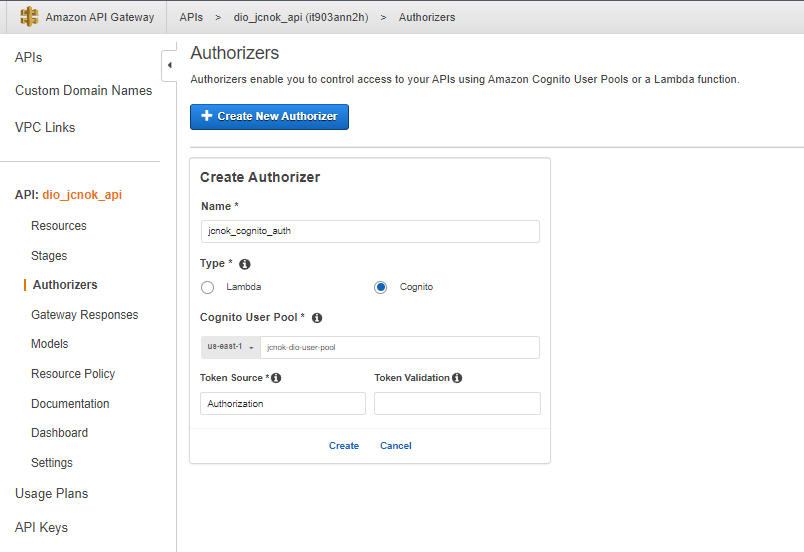 Amazon API Gateway APIs > dio_jcnok_api (it903ann2h) > Authorizers
APIs
Custom Domain Names
VPC Links
API: dio_jcnok_api
Resources
Stages
Authorizers
Gateway Responses
Models
Resource Policy
Documentation
Dashboard
Settings
Usage Plans
API Keys
Authorizers
Authorizers enable you to control access to your APIs using Amazon Cognito User Pools or a Lambda function.
+ Create New Authorizer
Create Authorizer
Name *
jcnok_cognito_auth
Type *
Lambda Cognito
Cognito User Pool *
us-east-1 jcnok-dio-user-pool
Token Source * Token Validation
Authorization
Create Cancel